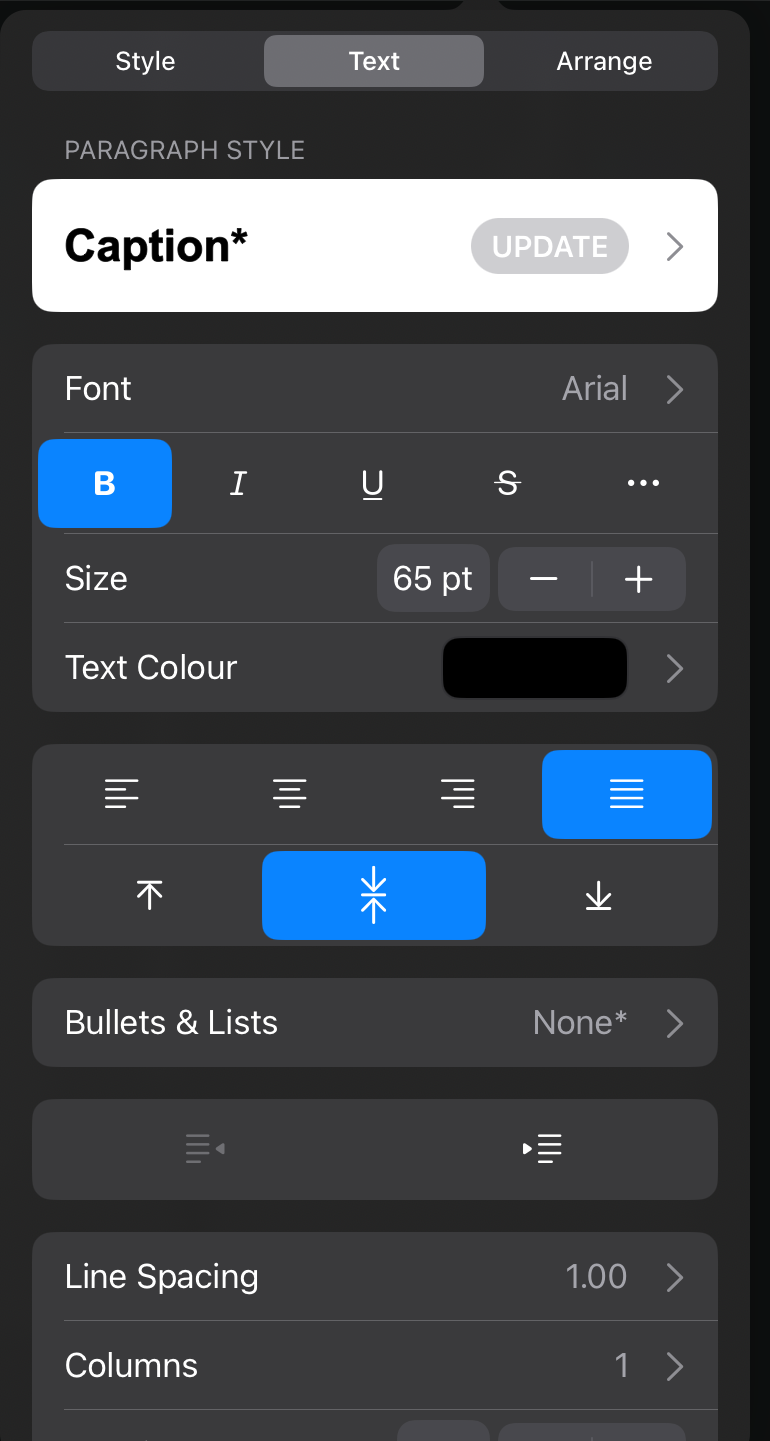 Style Text Arrange
PARAGRAPH STYLE
Caption* UPDATE
Font Arial
B I U S ...
Size 65 pt − +
Text Colour
Bullets & Lists None*
Line Spacing 1.00
Columns 1